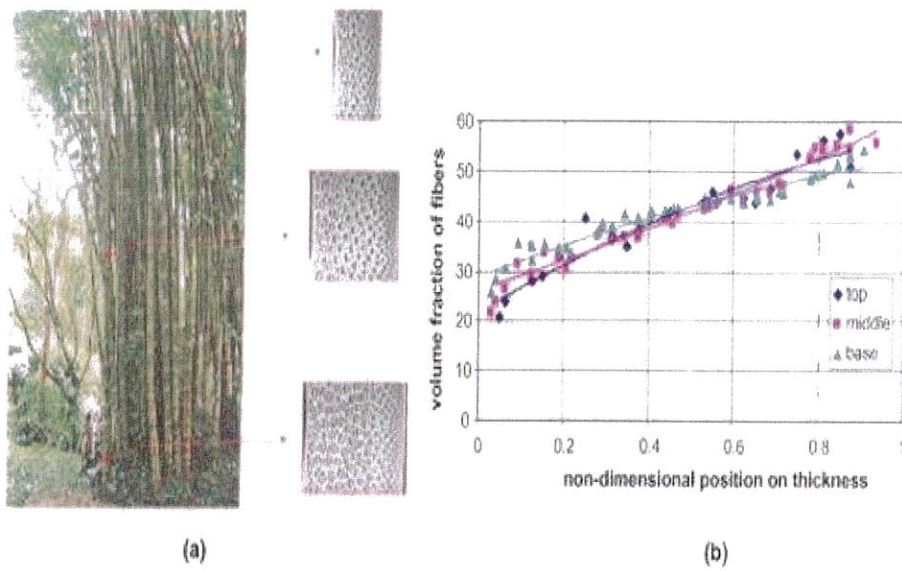 60
50
40
30
20
10
0
volume fraction of fibers
top
middle
base
0 0.2 0.4 0.6 0.8
non-dimensional position on thickness
(a)
(b)